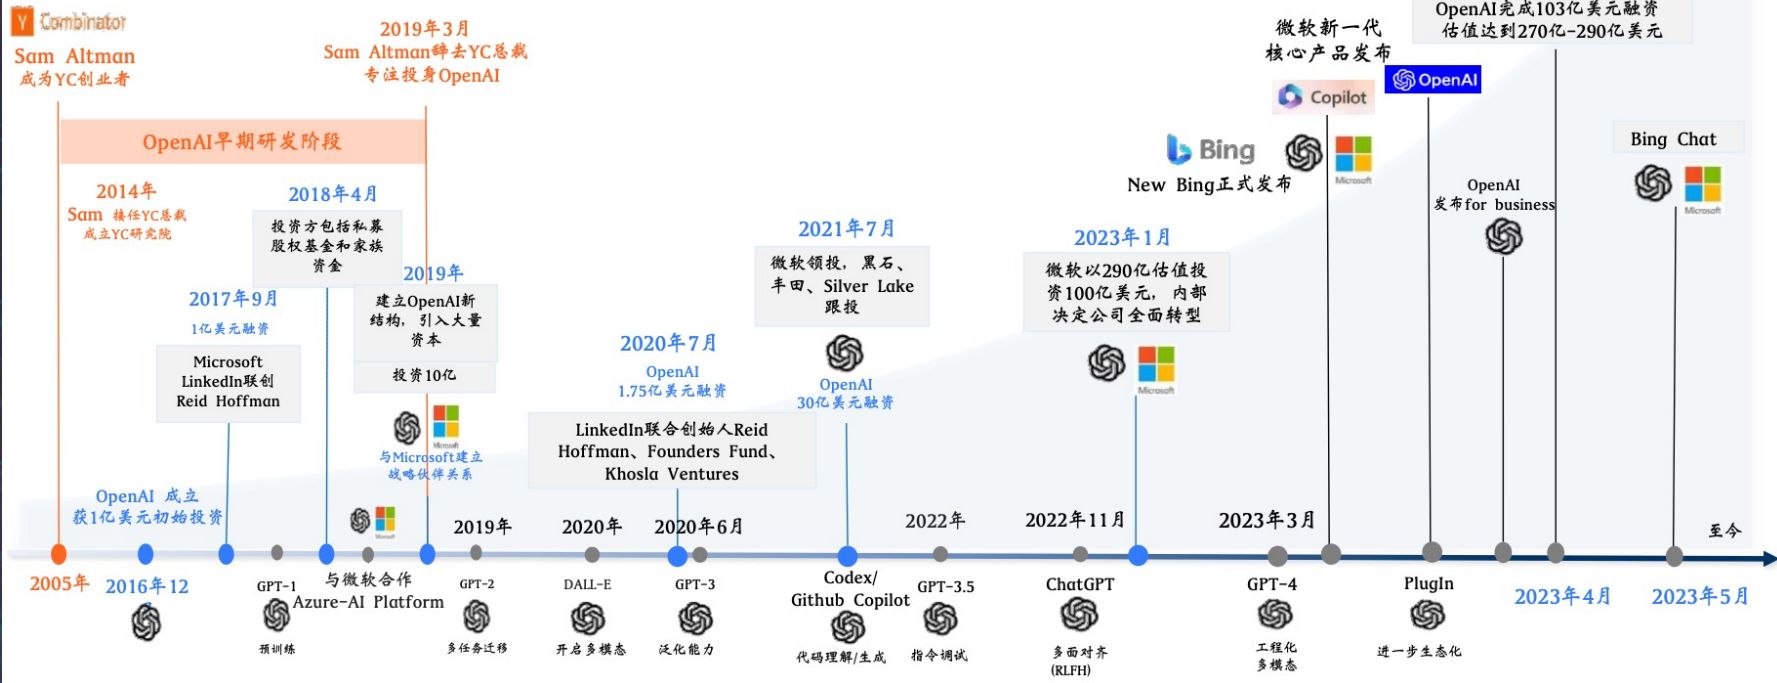 Y Combinator
Sam Altman
成为YC创业者
2019年3月
Sam Altman辞去YC总裁
专注投身OpenAI
OpenAI早期研发阶段
2014年
Sam 接任YC总裁
成立YC研究院
2018年4月
投资方包括私募
股权基金和家族
资金
2017年9月
1亿美元融资
Microsoft
LinkedIn联创
Reid Hoffman
2019年
建立OpenAI新
结构，引入大量
资本
投资10亿
Microsoft
与Microsoft建立
战略伙伴关系
OpenAI 成立
获1亿美元初始投资
2020年7月
OpenAI
1.75亿美元融资
LinkedIn联合创始人Reid
Hoffman、Founders Fund、
Khosla Ventures
2021年7月
微软领投，黑石、
丰田、Silver Lake
跟投
OpenAI
30亿美元融资
2023年1月
微软以290亿估值投
资100亿美元，内部
决定公司全面转型
Microsoft
Bing
New Bing正式发布
微软新一代
核心产品发布
Copilot
Microsoft
OpenAI
OpenAI完成103亿美元融资
估值达到270亿-290亿美元
OpenAI
发布for business
Bing Chat
Microsoft
Microsoft
2019年
2020年
2020年6月
2022年
2022年11月
2023年3月
至今
2005年
2016年12
GPT-1
预训练
与微软合作
Azure-AI Platform
GPT-2
多任务迁移
DALL-E
开启多模态
GPT-3
泛化能力
Codex/
Github Copilot
代码理解/生成
GPT-3.5
指令调试
ChatGPT
多面对齐
(RLFH)
GPT-4
工程化
多模态
PlugIn
进一步生态化
2023年4月
2023年5月